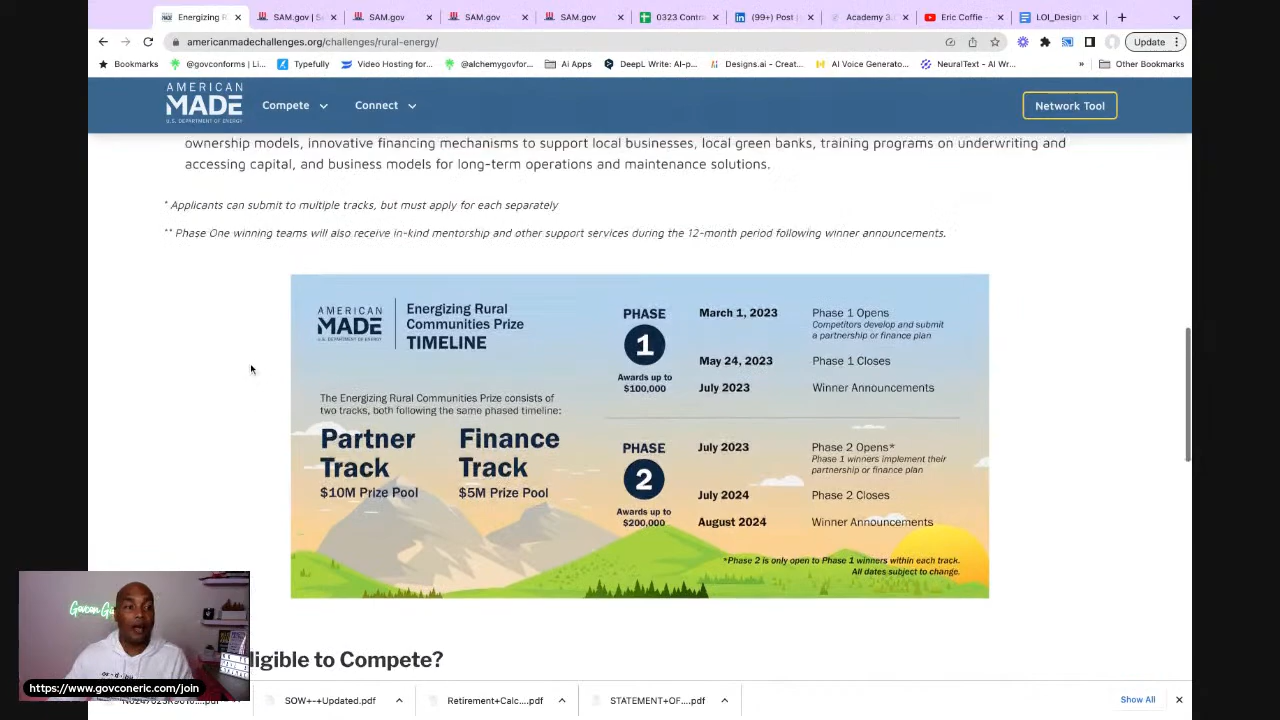 Energizing R
SAM.gov | S
SAM.gov
SAM.gov
SAM.gov
0323 Contra
(99+) Post |
Academy 3.
Eric Coffie -
LOI_Design
americanmadechallenges.org/challenges/rural-energy/
Update
Bookmarks
@govconforms | Li...
Typefully
Video Hosting for...
@alchemygovfor...
Ai Apps
DeepL Write: AI-p...
Designs.ai - Creat...
AI Voice Generato...
NeuralText - AI Wr...
»
Other Bookmarks
AMERICAN
MADE
U.S. DEPARTMENT OF ENERGY
Compete
Connect
Network Tool
ownership models, innovative financing mechanisms to support local businesses, local green banks, training programs on underwriting and
accessing capital, and business models for long-term operations and maintenance solutions.
* Applicants can submit to multiple tracks, but must apply for each separately
** Phase One winning teams will also receive in-kind mentorship and other support services during the 12-month period following winner announcements.
AMERICAN
MADE
U.S. DEPARTMENT OF ENERGY
Energizing Rural
Communities Prize
TIMELINE
The Energizing Rural Communities Prize consists of
two tracks, both following the same phased timeline:
Partner
Track
$10M Prize Pool
Finance
Track
$5M Prize Pool
PHASE
1
Awards up to
$100,000
March 1, 2023
Phase 1 Opens
Competitors develop and submit
a partnership or finance plan
May 24, 2023
Phase 1 Closes
July 2023
Winner Announcements
PHASE
2
Awards up to
$200,000
July 2023
Phase 2 Opens*
Phase 1 winners implement their
partnership or finance plan
July 2024
Phase 2 Closes
August 2024
Winner Announcements
*Phase 2 is only open to Phase 1 winners within each track.
All dates subject to change.
ligible to Compete?
Govcon Gi
https://www.govconeric.com/join
SOW+-+Updated.pdf
Retirement+Calc....pdf
STATEMENT+OF....pdf
Show All